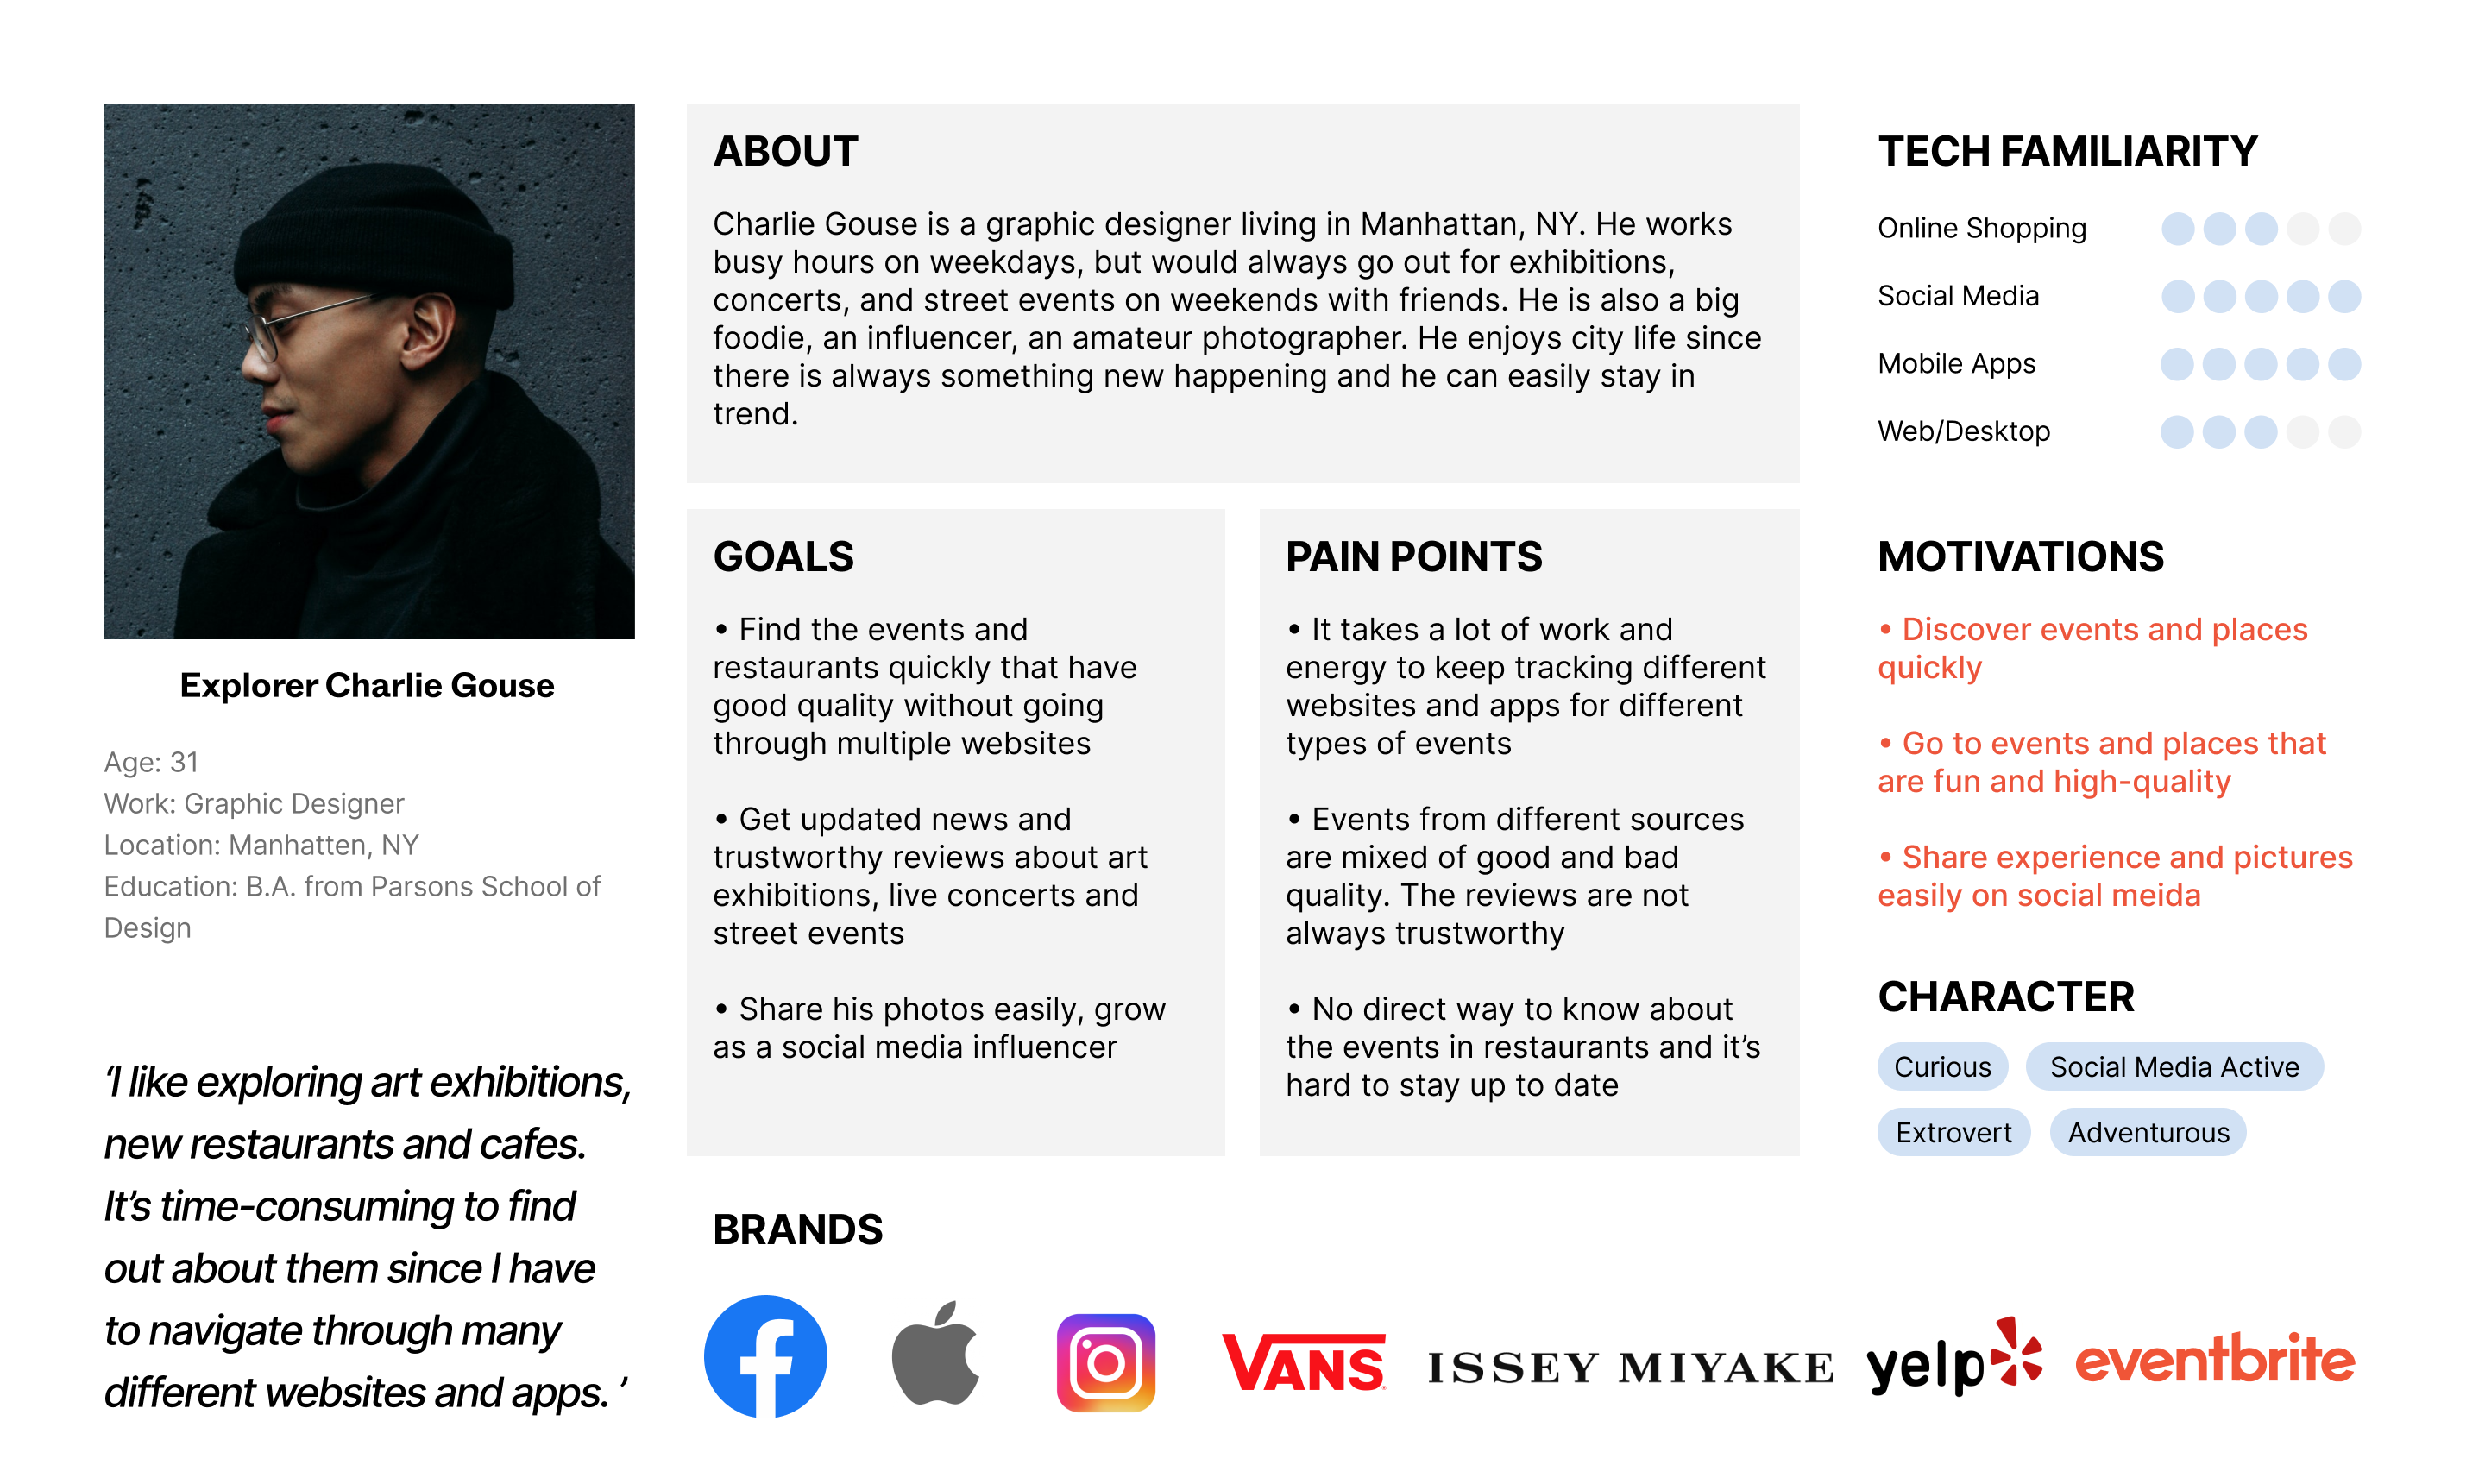 Explorer Charlie Gouse
Age: 31
Work: Graphic Designer
Location: Manhatten, NY
Education: B.A. from Parsons School of
Design
‘I like exploring art exhibitions,
new restaurants and cafes.
It’s time-consuming to find
out about them since I have
to navigate through many
different websites and apps. ’
ABOUT
Charlie Gouse is a graphic designer living in Manhattan, NY. He works
busy hours on weekdays, but would always go out for exhibitions,
concerts, and street events on weekends with friends. He is also a big
foodie, an influencer, an amateur photographer. He enjoys city life since
there is always something new happening and he can easily stay in
trend.
GOALS
• Find the events and
restaurants quickly that have
good quality without going
through multiple websites
• Get updated news and
trustworthy reviews about art
exhibitions, live concerts and
street events
• Share his photos easily, grow
as a social media influencer
PAIN POINTS
• It takes a lot of work and
energy to keep tracking different
websites and apps for different
types of events
• Events from different sources
are mixed of good and bad
quality. The reviews are not
always trustworthy
• No direct way to know about
the events in restaurants and it’s
hard to stay up to date
TECH FAMILIARITY
Online Shopping
Social Media
Mobile Apps
Web/Desktop
MOTIVATIONS
• Discover events and places
quickly
• Go to events and places that
are fun and high-quality
• Share experience and pictures
easily on social meida
CHARACTER
Curious
Social Media Active
Extrovert
Adventurous
BRANDS
f
VANS
ISSEY MIYAKE
yelp
eventbrite